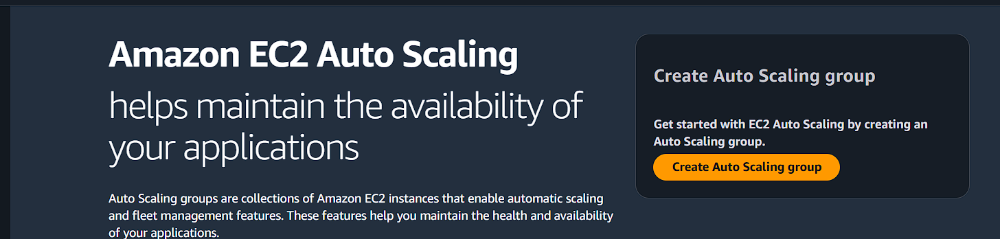 Amazon EC2 Auto Scaling
helps maintain the availability of
your applications
Auto Scaling groups are collections of Amazon EC2 instances that enable automatic scaling
and fleet management features. These features help you maintain the health and availability
of your applications.
Create Auto Scaling group
Get started with EC2 Auto Scaling by creating an
Auto Scaling group.
Create Auto Scaling group